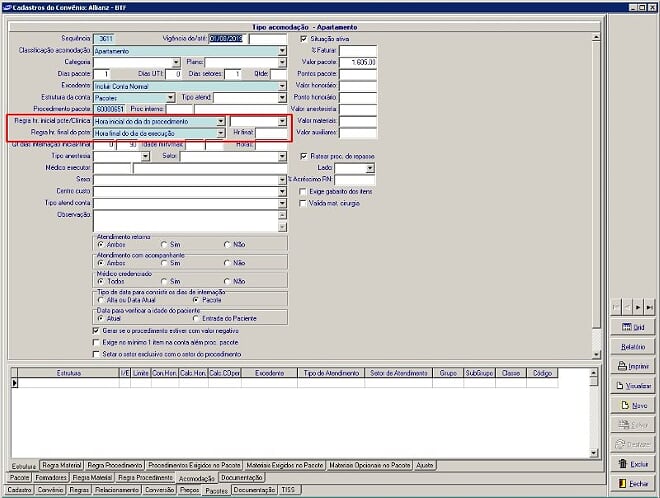 Cadastros do Convênio: Allianz - BTF
Tipo acomodação - Apartamento
Sequência: 3611 Vigência de/até: 01/08/2013
Situação ativa
Classificação acomodação: Apartamento
% Faturar:
Categoria: Plano:
Valor pacote: 1.605,00
Dias pacote: 1 Dias UTI: 0 Dias setores: 1 Qtde:
Pontos pacote:
Excedente: Incluir Conta Normal
Valor honorário:
Estrutura da conta: Pacotes Tipo atend:
Ponto honorário:
Procedimento pacote: 60000651 Proc interno:
Valor anestesista:
Regra hr. inicial pcte/Clínica: Hora inicial do dia do procedimento
Valor materiais:
Regra hr. final do pcte: Hora final do dia da execução Hr final:
Valor auxiliares:
Qt dias internação inicial/final: 0 90 Idade min/max: Horas:
Tipo anestesia: Setor:
Ratear proc. de repasse
Médico executor:
Lado:
Sexo:
% Acréscimo RN:
Centro custo:
Exige gabarito dos itens
Tipo atend conta:
Valida mat. cirurgia
Observação:
Atendimento retorno
Ambos Sim Não
Atendimento com acompanhante
Ambos Sim Não
Médico credenciado
Todos Sim Não
Tipo de data para consistir os dias de internação
Alta ou Data Atual Pacote
Data para verificar a idade do paciente
Atual Entrada do Paciente
Gerar se o procedimento estiver com valor negativo
Exige no mínimo 1 item na conta além proc. pacote
Setar o setor exclusivo com o setor do procedimento
Grid
Relatório
Imprimir
Visualizar
Novo
Salvar
Desfazer
Excluir
Fechar
Estrutura I/E Limite Con.Hon. Calc.Hon. Calc.COper Excedente Tipo de Atendimento Setor de Atendimento Grupo SubGrupo Classe Código
Estrutura Regra Material Regra Procedimento Procedimentos Exigidos no Pacote Materiais Exigidos no Pacote Materiais Opcionais no Pacote Ajuste
Pacote Formadores Regra Material Regra Procedimento Acomodação Documentação
Cadastro Convênio Regras Relacionamento Conversão Preços Pacotes Documentação TISS